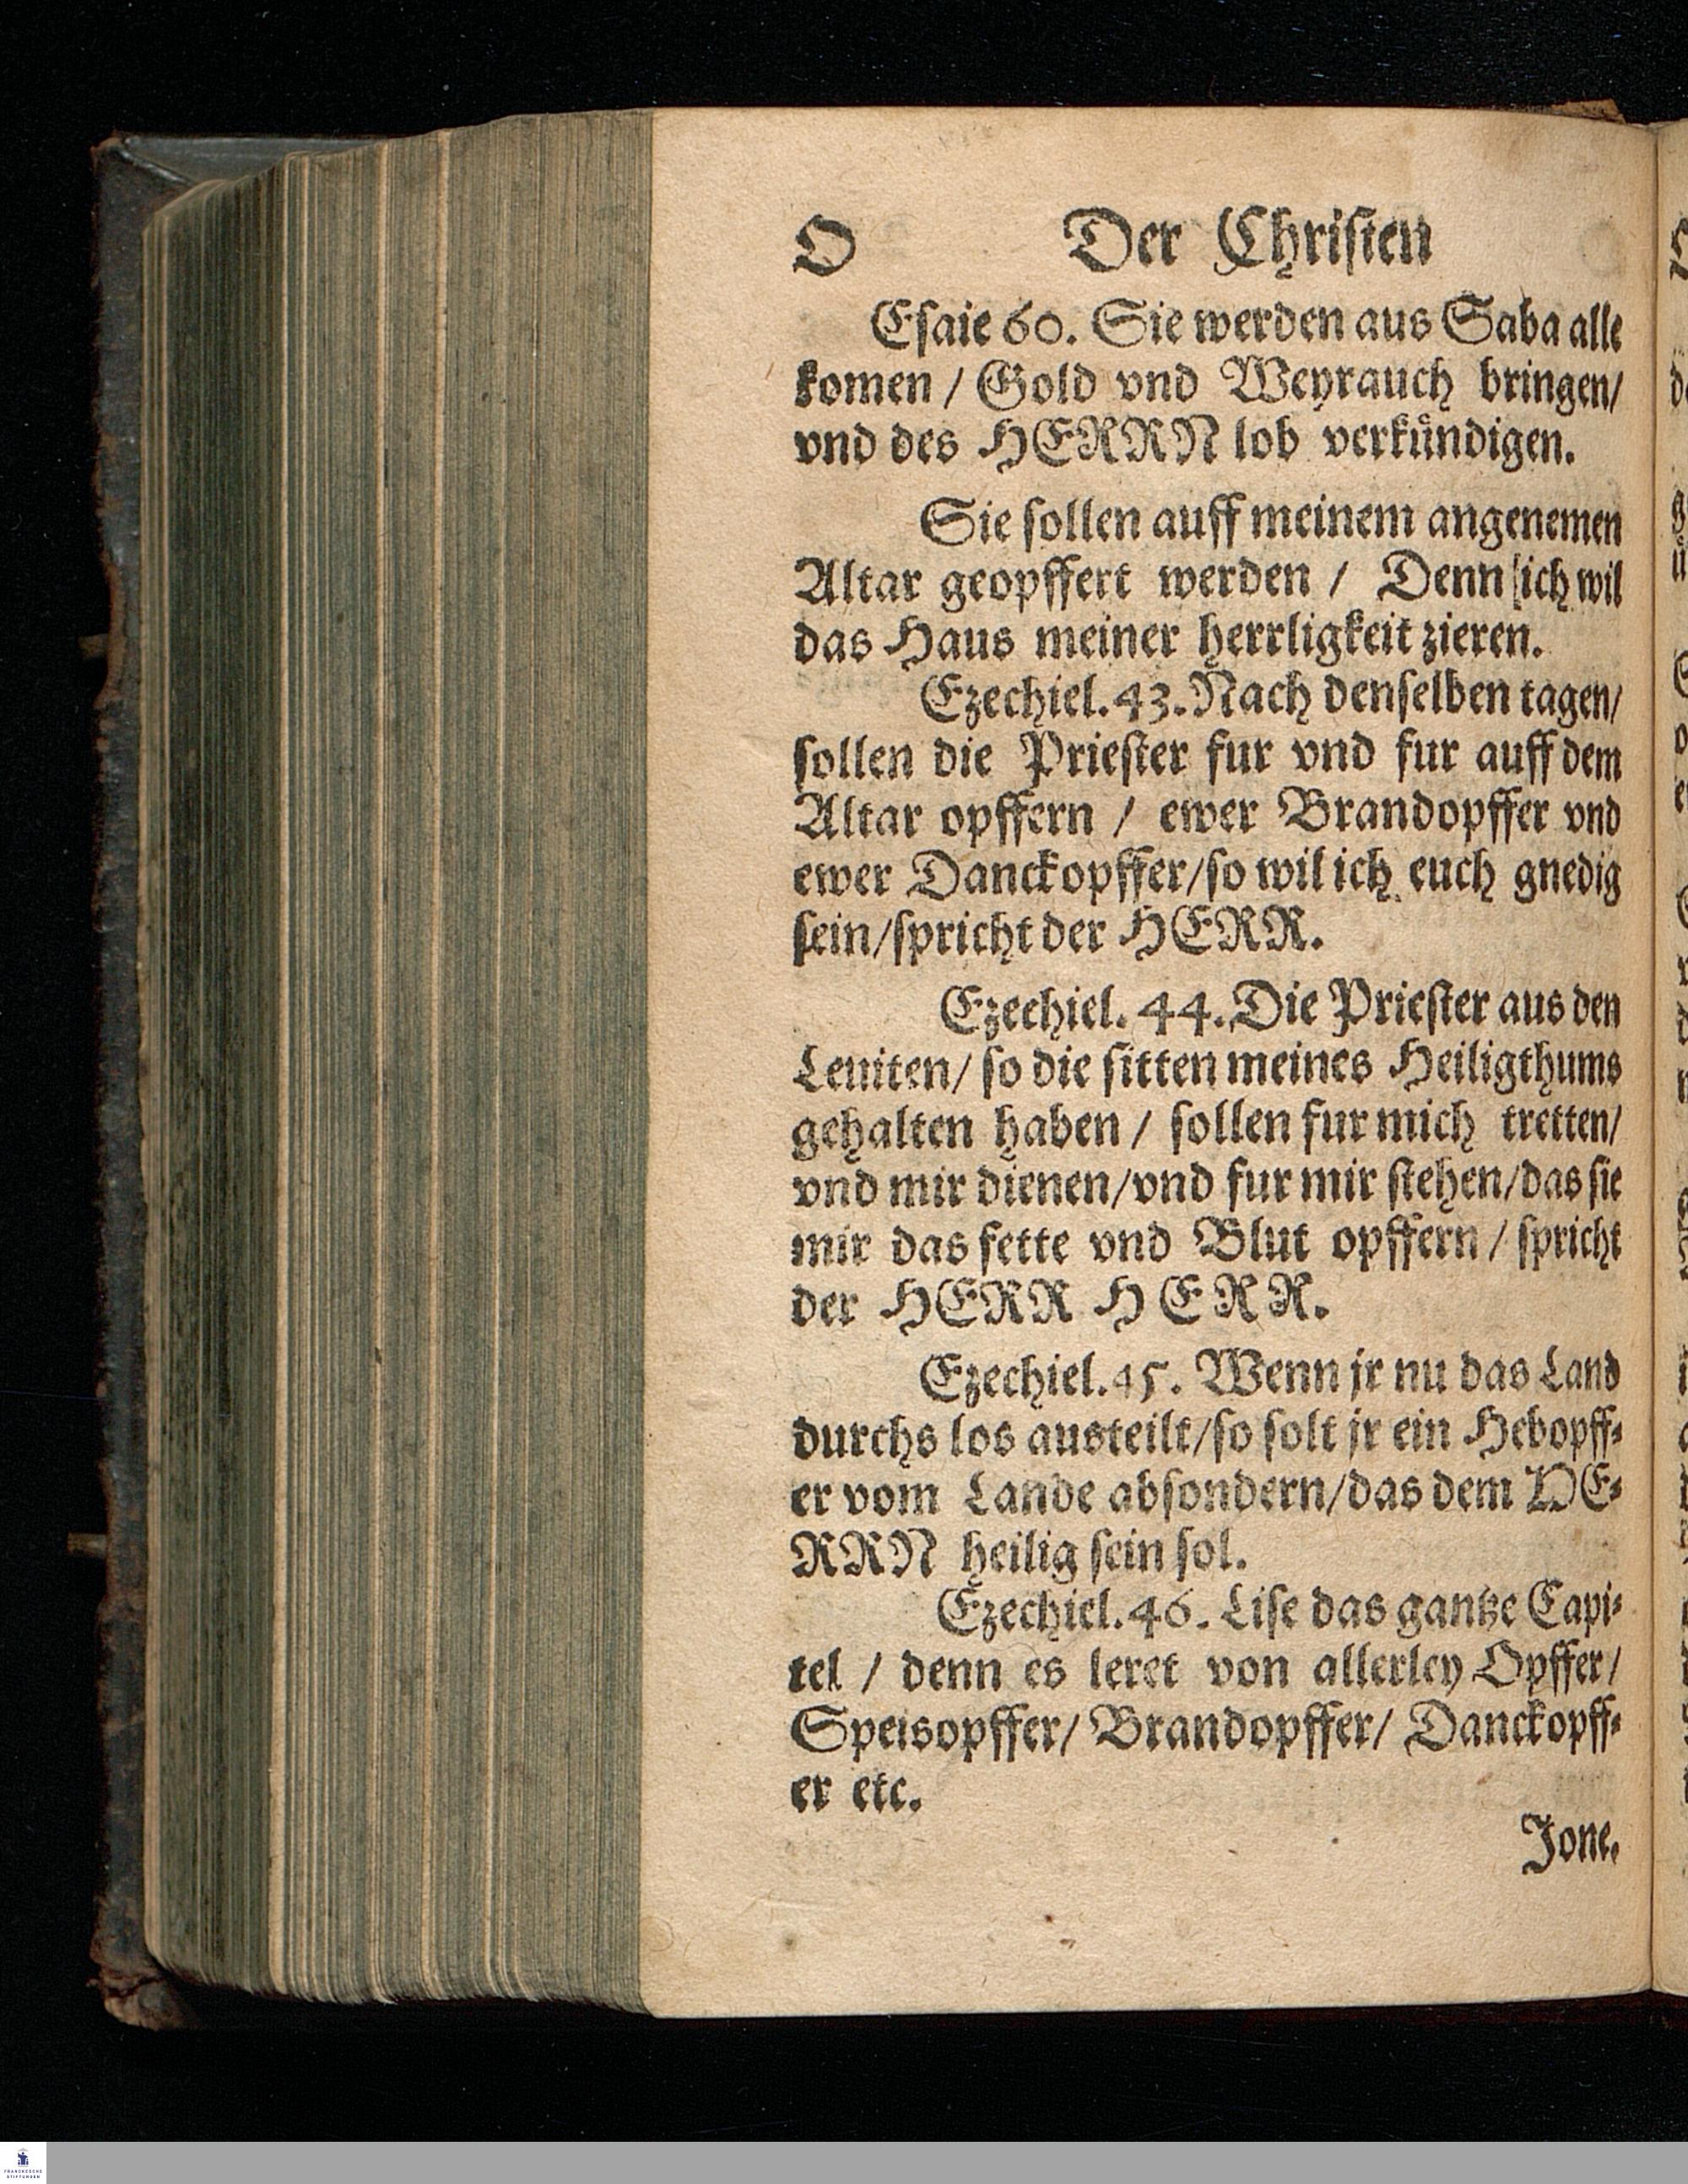 O Der Christen
Esaie 60. Sie werden aus Saba alle
komen / Gold vnd Weyrauch bringen/
vnd des HERRN lob verkündigen.
Sie sollen auff meinem angenemen
Altar geopffert werden / Denn ich wil
das Haus meiner herrligkeit zieren.
Ezechiel. 43. Nach denselben tagen/
sollen die Priester fur vnd fur auff dem
Altar opffern / ewer Brandopffer vnd
ewer Danckopffer/so wil ich euch gnedig
sein/spricht der HERR.
Ezechiel. 44. Die Priester aus den
Leuiten/ so die sitten meines Heiligthums
gehalten haben / sollen fur mich tretten/
vnd mir dienen/vnd fur mir stehen/das sie
mir das fette vnd Blut opffern / spricht
der HERR HERR.
Ezechiel. 45. Wenn jr nu das Land
durchs los austeilt/so solt jr ein Hebopff⸗
er vom Lande absondern/das dem HE⸗
RRN heilig sein sol.
Ezechiel. 46. Lise das gantze Capi⸗
tel / denn es leret von allerley Opffer/
Speisopffer/ Brandopffer/ Danckopff⸗
er etc.
Jone.
FRANCKESCHE
STIFTUNGEN